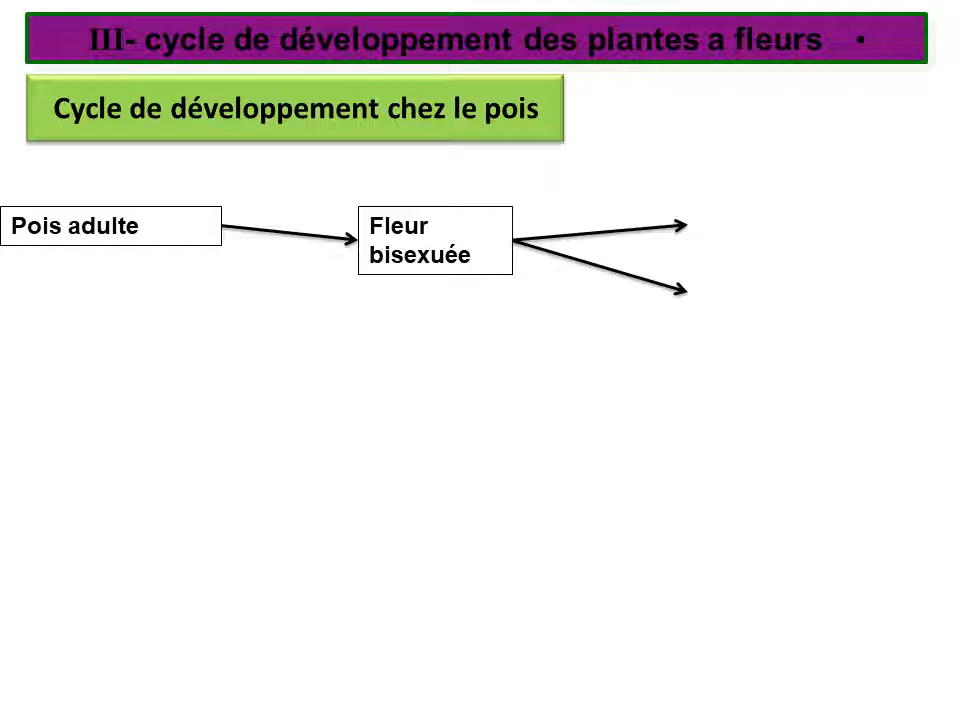 III- cycle de développement des plantes a fleurs •
Cycle de développement chez le pois
Pois adulte
Fleur
bisexuée